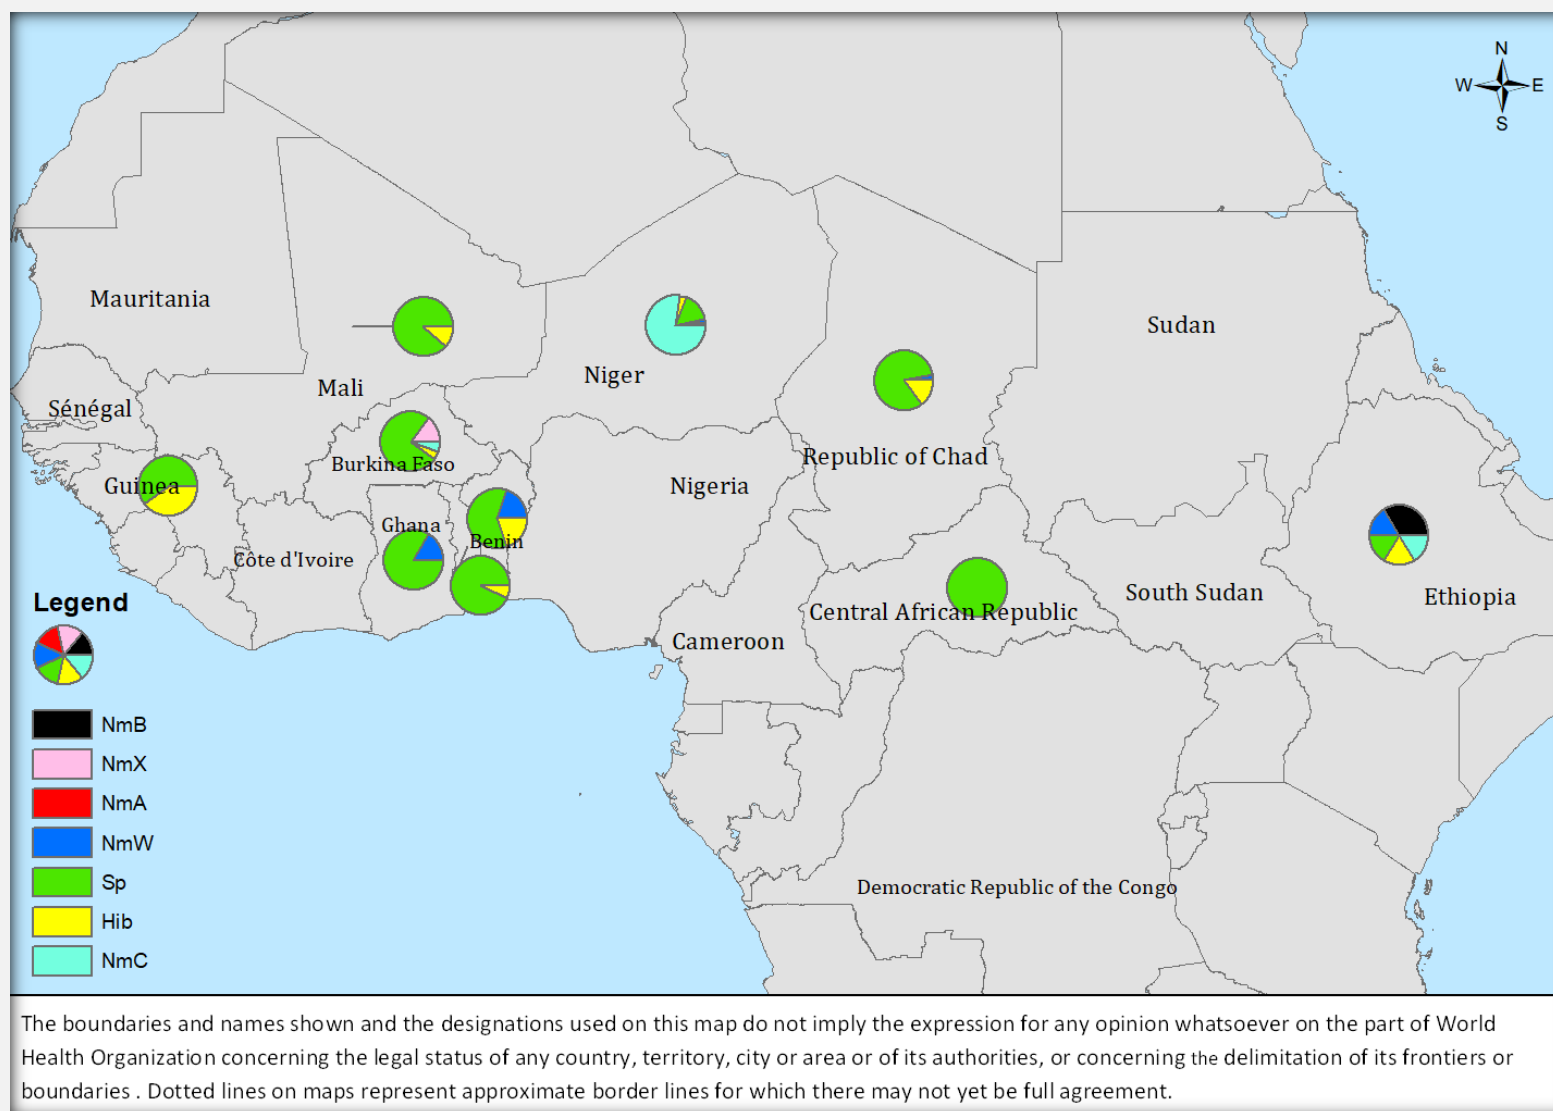 N
W E
S
Mauritania
Sudan
Niger
Mali
Sénégal
Republic of Chad
Burkina Faso
Guinea
Nigeria
Ghana
Benin
Côte d'Ivoire
South Sudan
Ethiopia
Central African Republic
Cameroon
Democratic Republic of the Congo
Legend
NmB
NmX
NmA
NmW
Sp
Hib
NmC
The boundaries and names shown and the designations used on this map do not imply the expression for any opinion whatsoever on the part of World
Health Organization concerning the legal status of any country, territory, city or area or of its authorities, or concerning the delimitation of its frontiers or
boundaries . Dotted lines on maps represent approximate border lines for which there may not yet be full agreement.